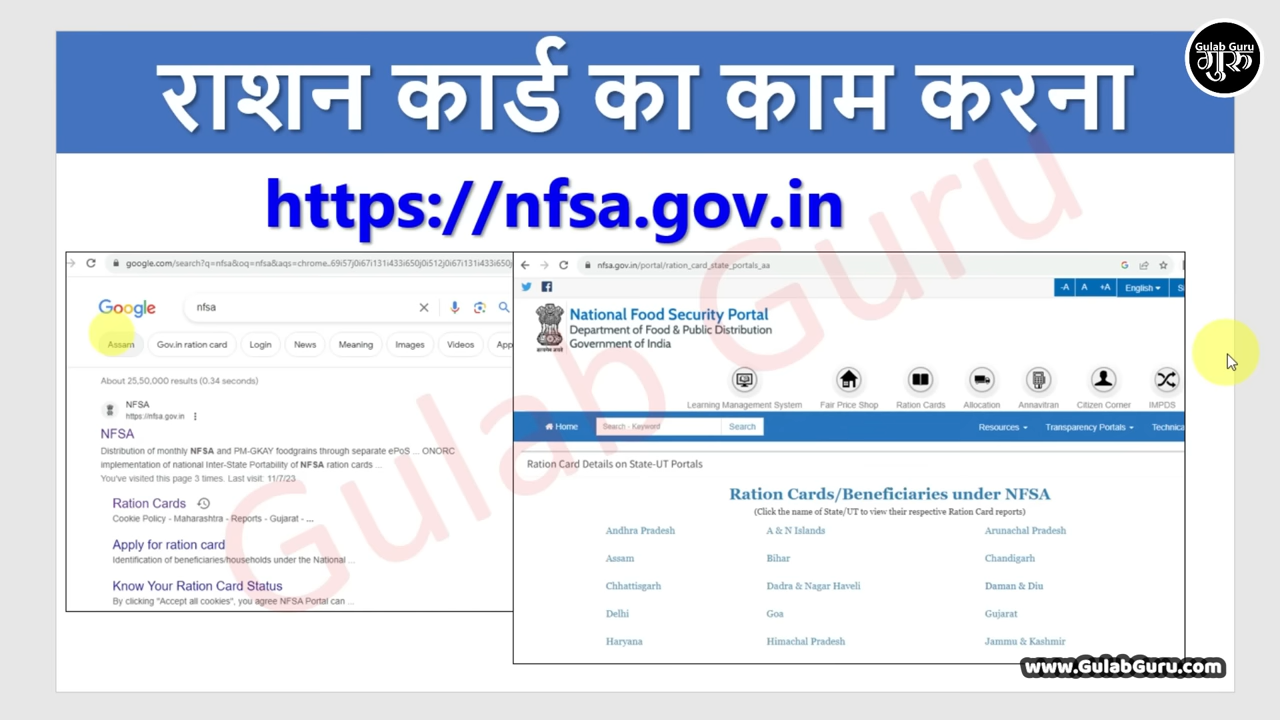 Gulab Guru
गुरु
राशन कार्ड का काम करना
https://nfsa.gov.in
google.com/search?q=nfsa&oq=nfsa&aqs=chrome..69i57j0i67i131i433i650j0i512j0i67i131i433i650j
Google
nfsa
Assam
Gov.in ration card
Login
News
Meaning
Images
Videos
App
About 25,50,000 results (0.34 seconds)
NFSA
https://nfsa.gov.in
NFSA
Distribution of monthly NFSA and PM-GKAY foodgrains through separate ePoS ... ONORC
implementation of national Inter-State Portability of NFSA ration cards ...
You've visited this page 3 times. Last visit: 11/7/23
Ration Cards
Cookie Policy - Maharashtra - Reports - Gujarat - ...
Apply for ration card
Identification of beneficiaries/households under the National ...
Know Your Ration Card Status
By clicking "Accept all cookies", you agree NFSA Portal can ...
nfsa.gov.in/portal/ration_card_state_portals_aa
-A A +A English
National Food Security Portal
Department of Food & Public Distribution
Government of India
Learning Management System
Fair Price Shop
Ration Cards
Allocation
Annavitran
Citizen Corner
IMPDS
Home
Search - Keyword
Search
Resources
Transparency Portals
Technica
Ration Card Details on State-UT Portals
Ration Cards/Beneficiaries under NFSA
(Click the name of State/UT to view their respective Ration Card reports)
Andhra Pradesh A & N Islands Arunachal Pradesh
Assam Bihar Chandigarh
Chhattisgarh Dadra & Nagar Haveli Daman & Diu
Delhi Goa Gujarat
Haryana Himachal Pradesh Jammu & Kashmir
Gulab Guru
www.GulabGuru.com